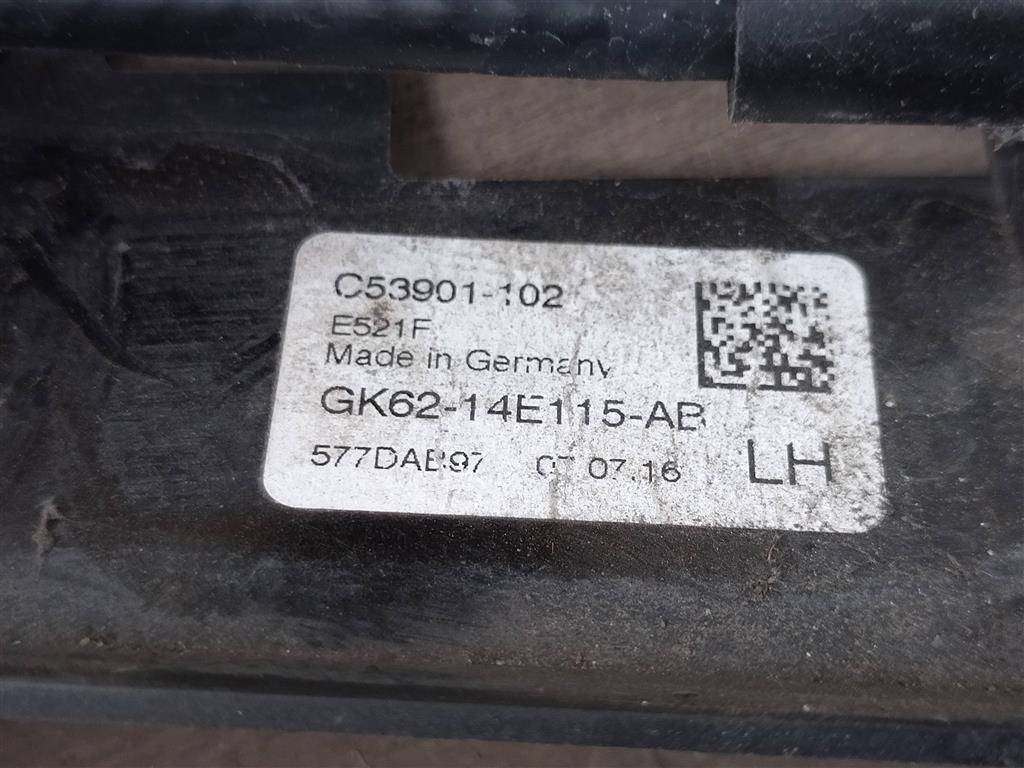 C53901-102
E521F
Made in Germany
GK62-14E115-AB
577DAB97 07.07.16
LH